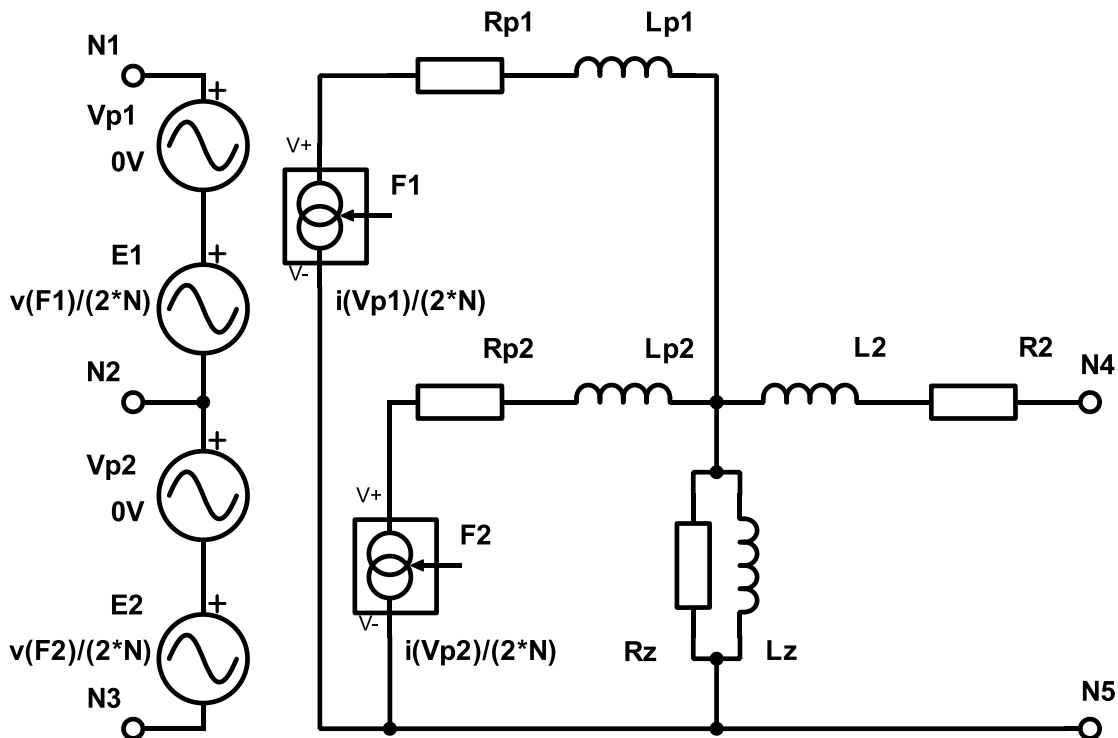 Rp1
Lp1
N1
+
Vp1
0V
V+
F1
V-
E1
+
v(F1)/(2*N)
i(Vp1)/(2*N)
Rp2
Lp2
L2
R2
N4
N2
+
Vp2
0V
V+
F2
V-
E2
+
v(F2)/(2*N)
i(Vp2)/(2*N)
Rz
Lz
N3
N5